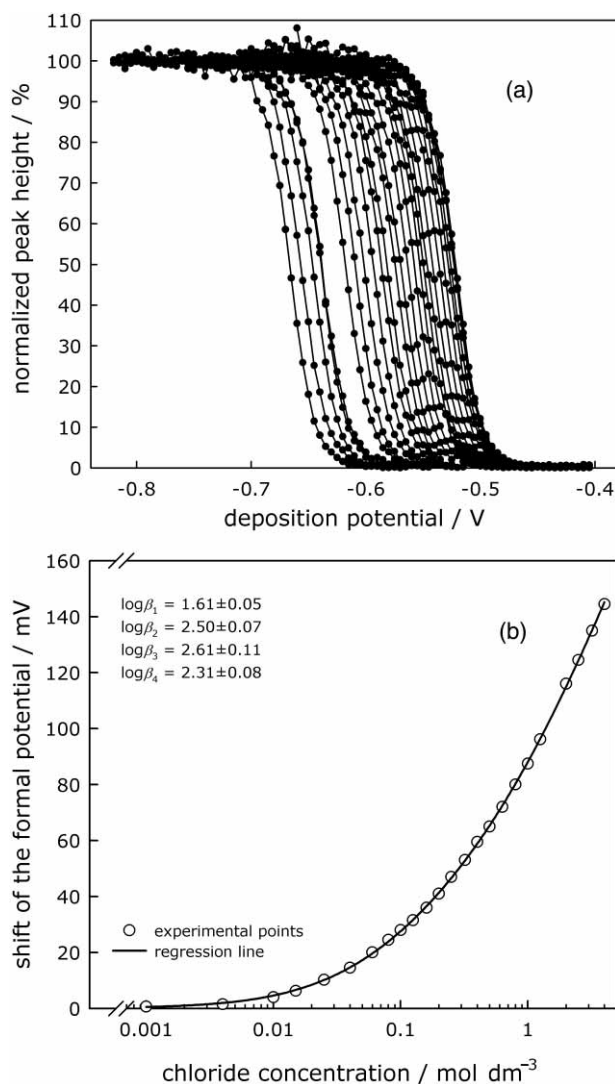 normalized peak height / %
110
100
90
80
70
60
50
40
30
20
10
0
(a)
-0.8 -0.7 -0.6 -0.5 -0.4
deposition potential / V
shift of the formal potential / mV
160
140
120
100
80
60
40
20
0
logβ₁ = 1.61±0.05
logβ₂ = 2.50±0.07
logβ₃ = 2.61±0.11
logβ₄ = 2.31±0.08
(b)
experimental points
regression line
0.001 0.01 0.1 1
chloride concentration / mol dm⁻³